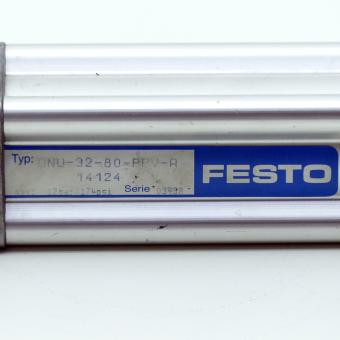 Typ: DNU-32-80-PPV-A
14124
Serie
FESTO